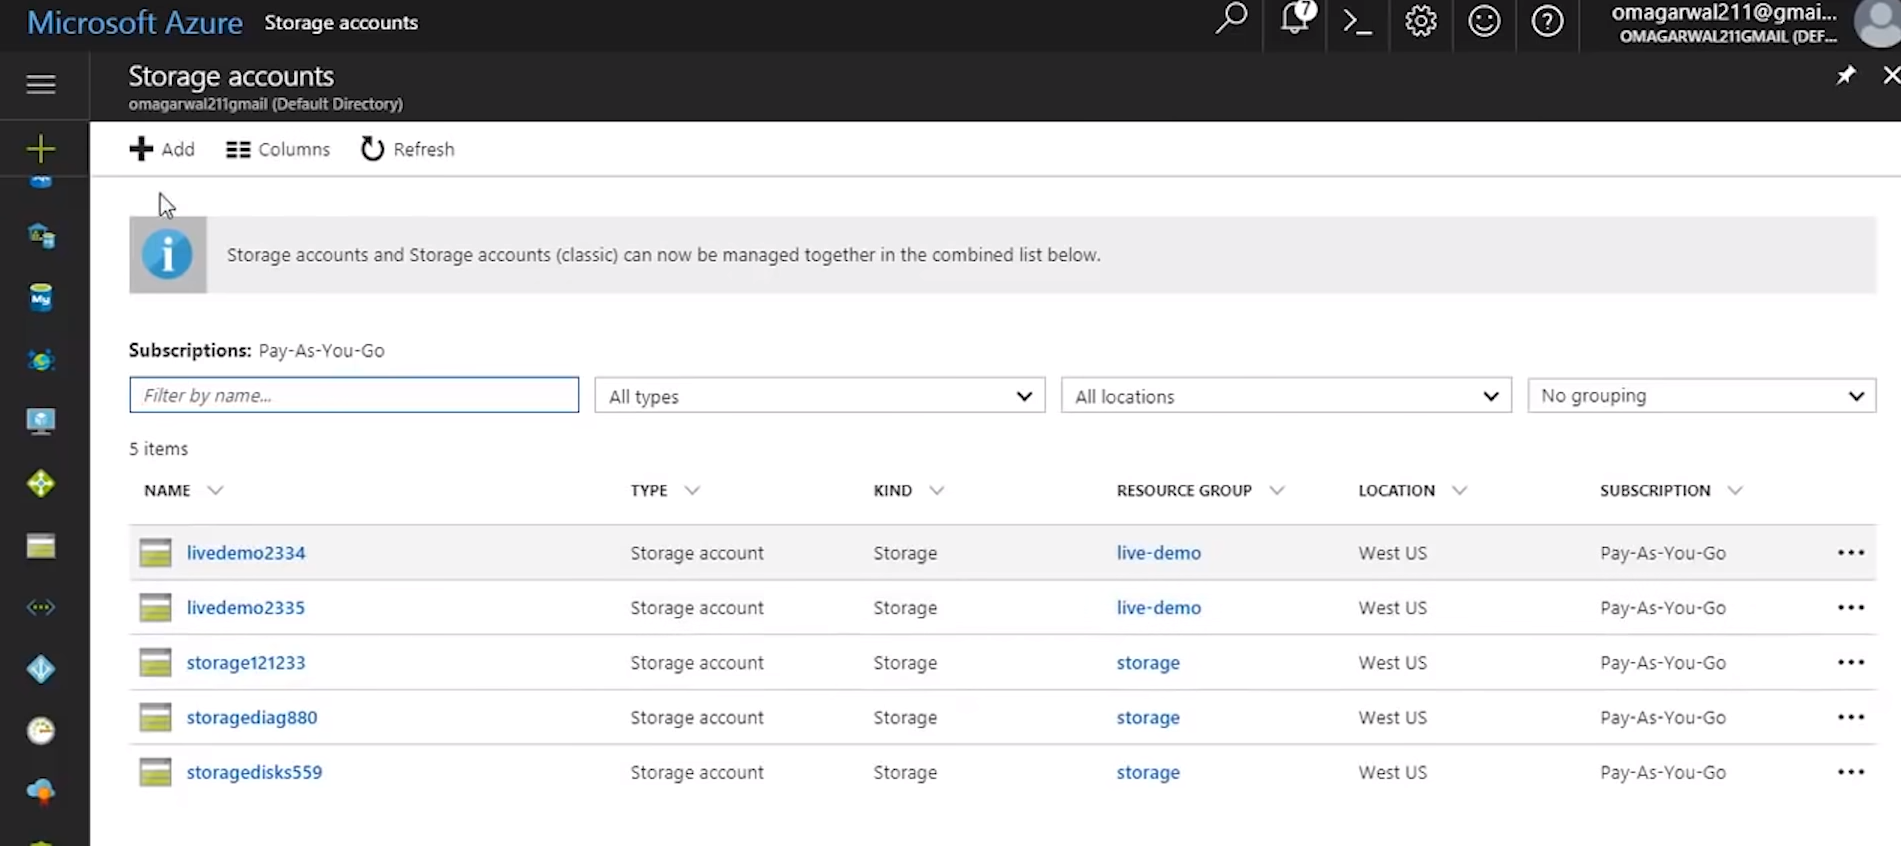 Microsoft Azure Storage accounts 7 omagarwal211@gmai...
OMAGARWAL211GMAIL (DEF...
Storage accounts
omagarwal211gmail (Default Directory)
Add Columns Refresh
Storage accounts and Storage accounts (classic) can now be managed together in the combined list below.
Subscriptions: Pay-As-You-Go
Filter by name... All types All locations No grouping
5 items
NAME TYPE KIND RESOURCE GROUP LOCATION SUBSCRIPTION
livedemo2334 Storage account Storage live-demo West US Pay-As-You-Go
livedemo2335 Storage account Storage live-demo West US Pay-As-You-Go
storage121233 Storage account Storage storage West US Pay-As-You-Go
storagediag880 Storage account Storage storage West US Pay-As-You-Go
storagedisks559 Storage account Storage storage West US Pay-As-You-Go
My